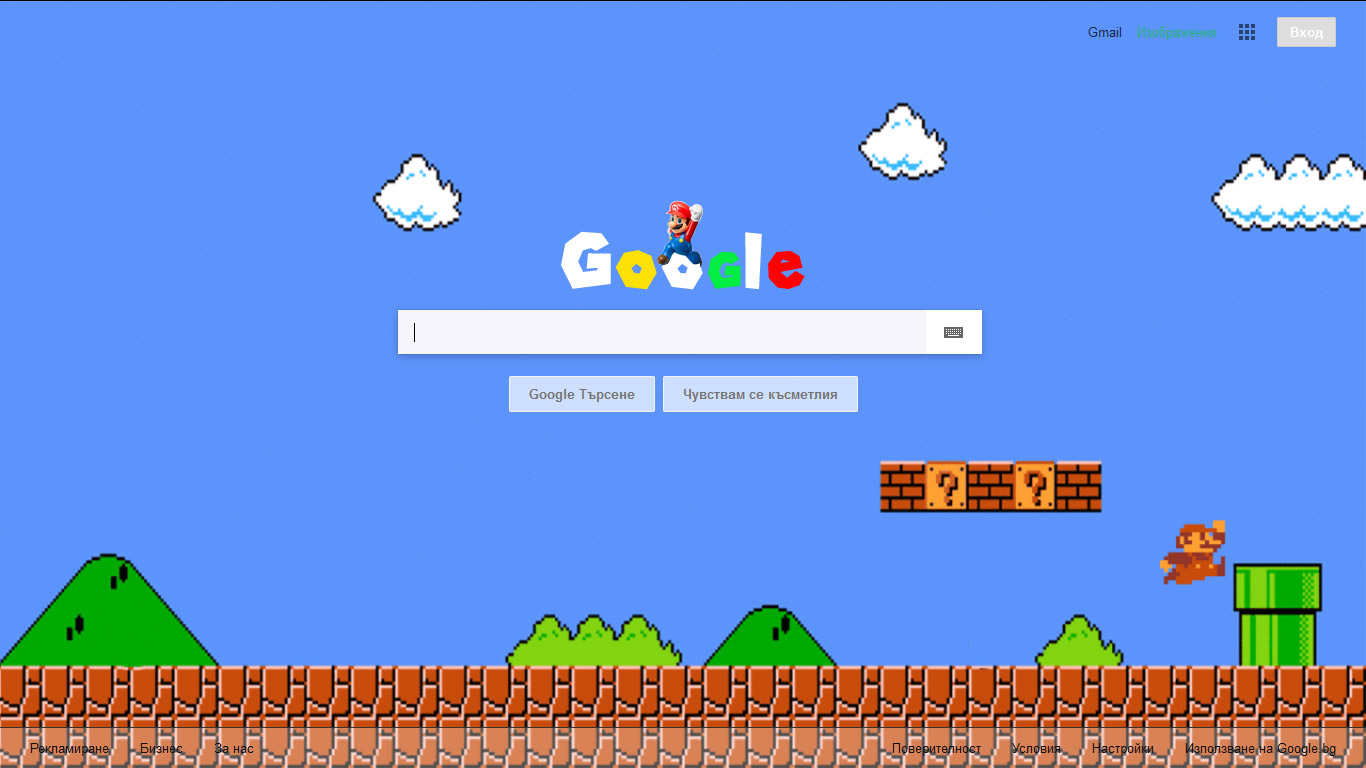 Gmail Изображения Вход
Google
Google Търсене Чувствам се късметлия
? ?
Рекламиране Бизнес За нас Поверителност Условия Настройки Използване на Google.bg